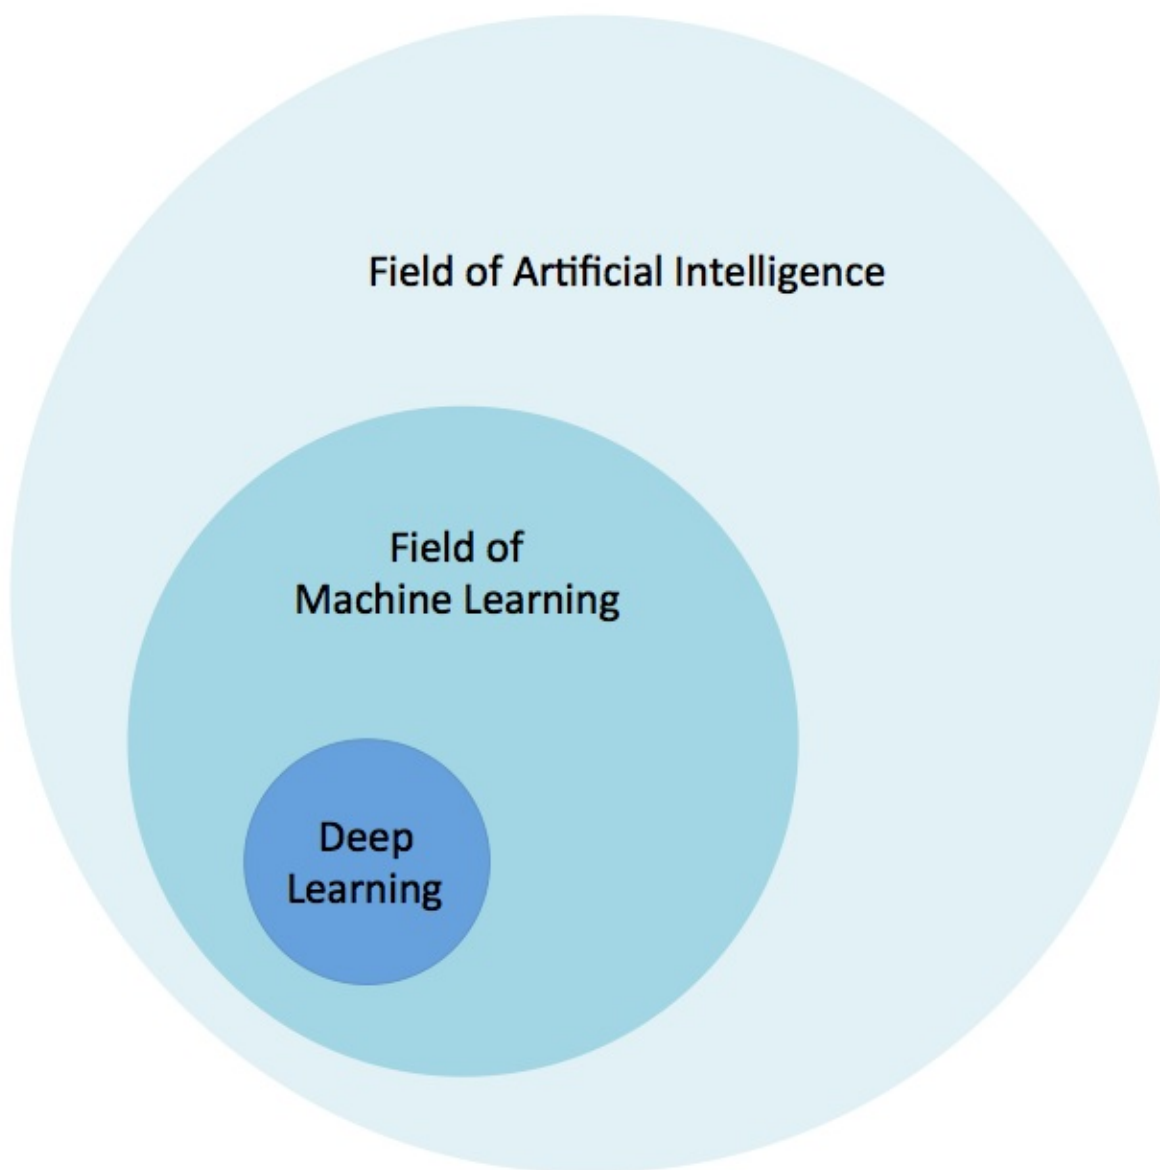 Field of Artificial Intelligence
Field of
Machine Learning
Deep
Learning